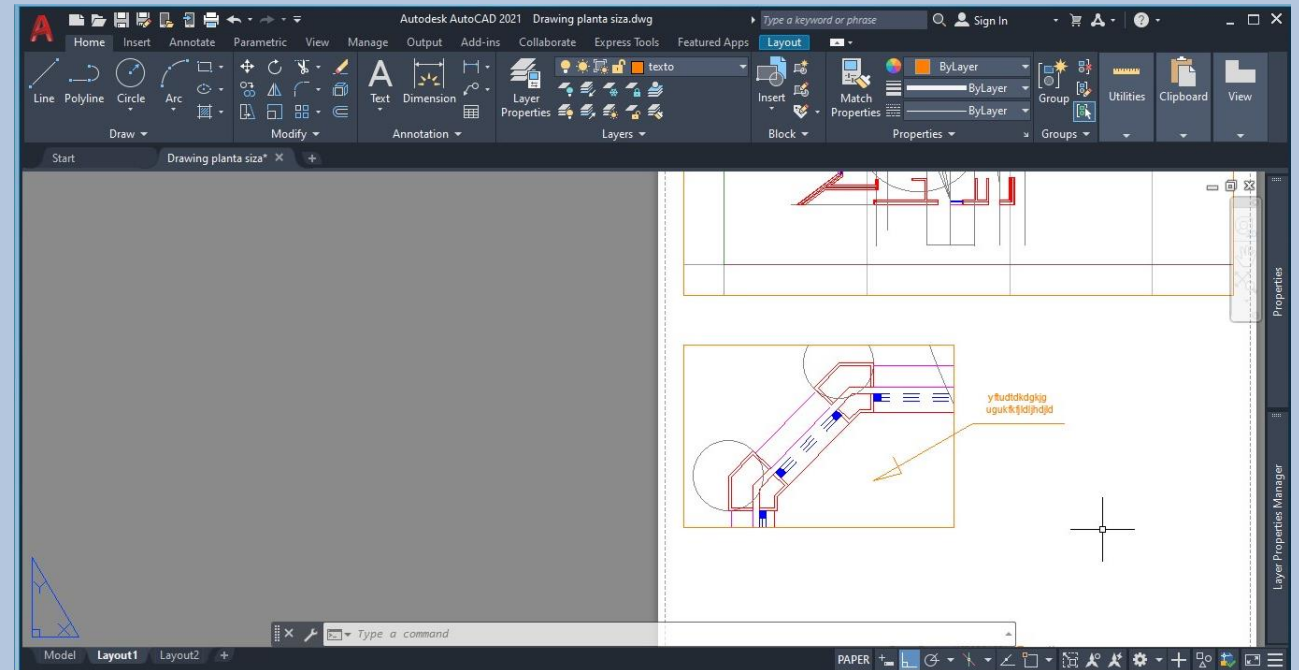 Autodesk AutoCAD 2021 Drawing planta siza.dwg
Type a keyword or phrase
Sign In
Home Insert Annotate Parametric View Manage Output Add-ins Collaborate Express Tools Featured Apps Layout
texto
ByLayer
ByLayer
ByLayer
Line Polyline Circle Arc
Text Dimension
Layer Properties
Insert
Match Properties
Group
Utilities
Clipboard
View
Draw Modify Annotation Layers Block Properties Groups
Start Drawing planta siza*
Properties
Layer Properties Manager
Y
X
Type a command
Model Layout1 Layout2
PAPER